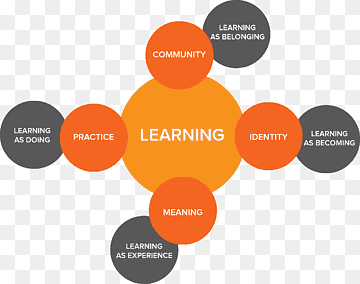 LEARNING
AS BELONGING
COMMUNITY
LEARNING
AS DOING
PRACTICE
LEARNING
IDENTITY
LEARNING
AS BECOMING
MEANING
LEARNING
AS EXPERIENCE